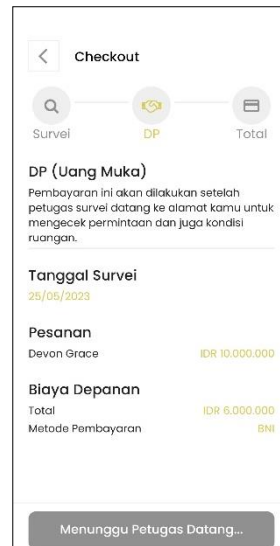 Checkout
Survei DP Total
DP (Uang Muka)
Pembayaran ini akan dilakukan setelah
petugas survei datang ke alamat kamu untuk
mengecek permintaan dan juga kondisi
ruangan.
Tanggal Survei
25/05/2023
Pesanan
Devon Grace IDR 10.000.000
Biaya Depanan
Total IDR 6.000.000
Metode Pembayaran BNI
Menunggu Petugas Datang...